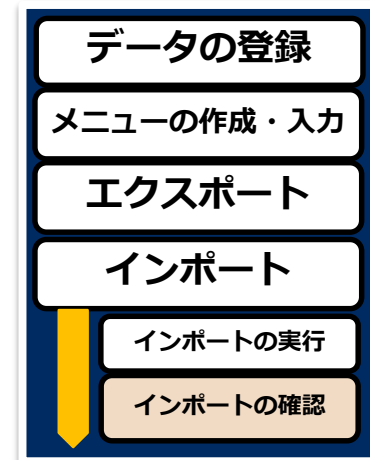 データの登録
メニューの作成・入力
エクスポート
インポート
インポートの実行
インポートの確認